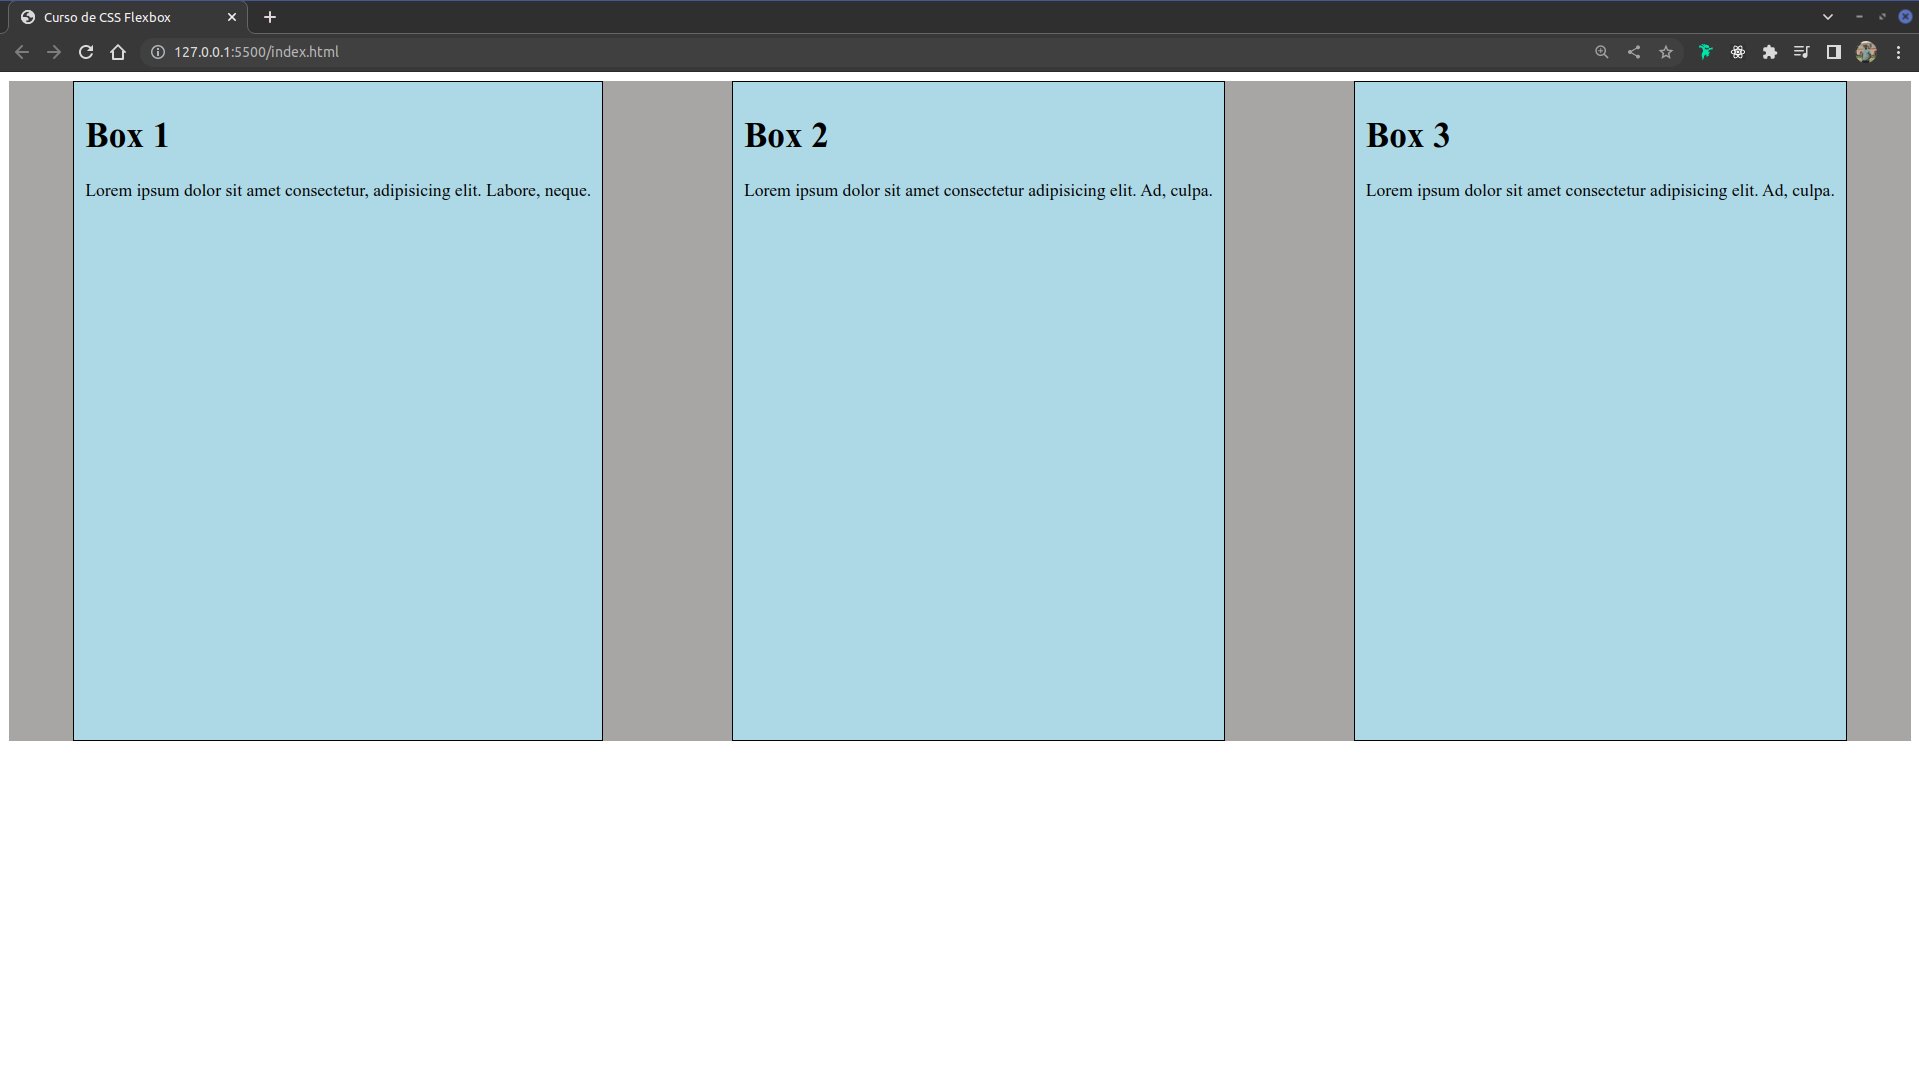 Curso de CSS Flexbox
127.0.0.1:5500/index.html
Box 1
Lorem ipsum dolor sit amet consectetur, adipisicing elit. Labore, neque.
Box 2
Lorem ipsum dolor sit amet consectetur adipisicing elit. Ad, culpa.
Box 3
Lorem ipsum dolor sit amet consectetur adipisicing elit. Ad, culpa.